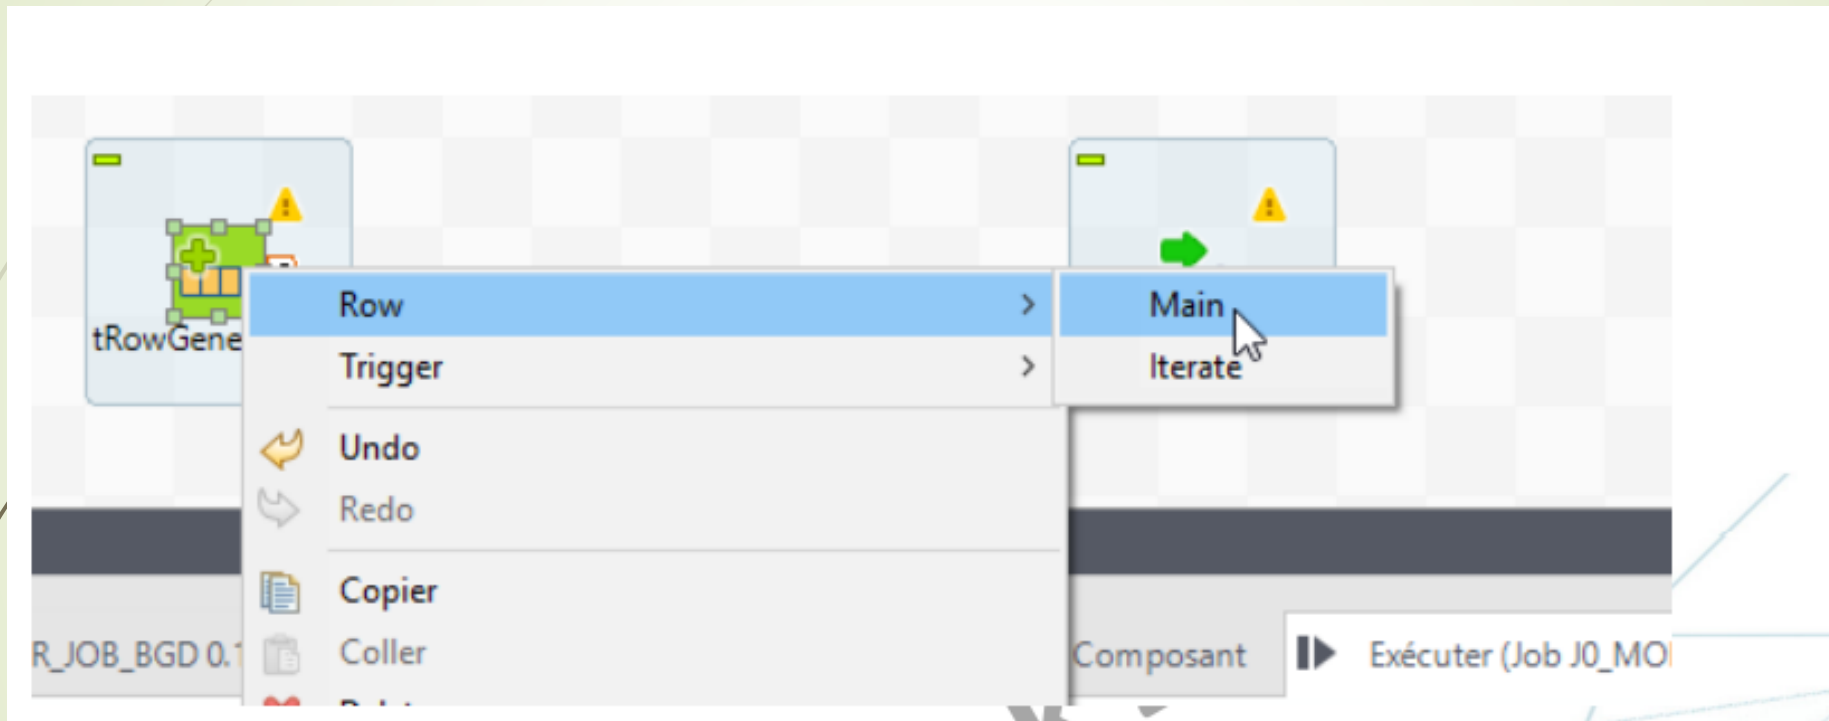 tRowGene
Row
Main
Trigger
Iterate
Undo
Redo
Copier
Coller
R_JOB_BGD 0.1
Composant
Exécuter (Job J0_MO